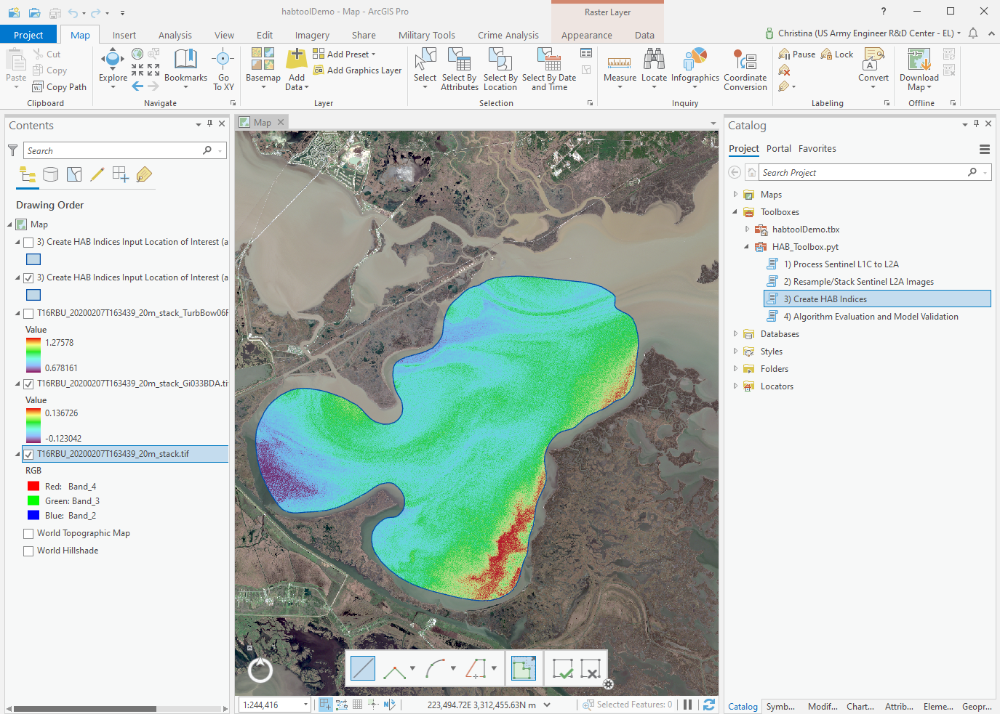 habtoolDemo - Map - ArcGIS Pro
Raster Layer
?
Project Map Insert Analysis View Edit Imagery Share Military Tools Crime Analysis Appearance Data
Christina (US Army Engineer R&D Center - EL)
Paste
Cut
Copy
Copy Path
Clipboard
Explore
Bookmarks
Go To XY
Navigate
Basemap
Add Data
Add Preset
Add Graphics Layer
Layer
Select
Select By Attributes
Select By Location
Select By Date and Time
Selection
Measure
Locate
Infographics
Coordinate Conversion
Inquiry
Pause
Lock
Convert
Labeling
Download Map
Offline
Contents
Search
Drawing Order
Map
3) Create HAB Indices Input Location of Interest (a
3) Create HAB Indices Input Location of Interest (a
T16RBU_20200207T163439_20m_stack_TurbBow06F
Value
1.27578
0.678161
T16RBU_20200207T163439_20m_stack_Gi033BDA.tif
Value
0.136726
-0.123042
T16RBU_20200207T163439_20m_stack.tif
RGB
Red: Band_4
Green: Band_3
Blue: Band_2
World Topographic Map
World Hillshade
Map
1:244,416
223,494.72E 3,312,455.63N m
Selected Features: 0
Catalog
Project Portal Favorites
Search Project
Maps
Toolboxes
habtoolDemo.tbx
HAB_Toolbox.pyt
1) Process Sentinel L1C to L2A
2) Resample/Stack Sentinel L2A Images
3) Create HAB Indices
4) Algorithm Evaluation and Model Validation
Databases
Styles
Folders
Locators
Catalog Symb... Modif... Chart... Attrib... Eleme... Geopr...